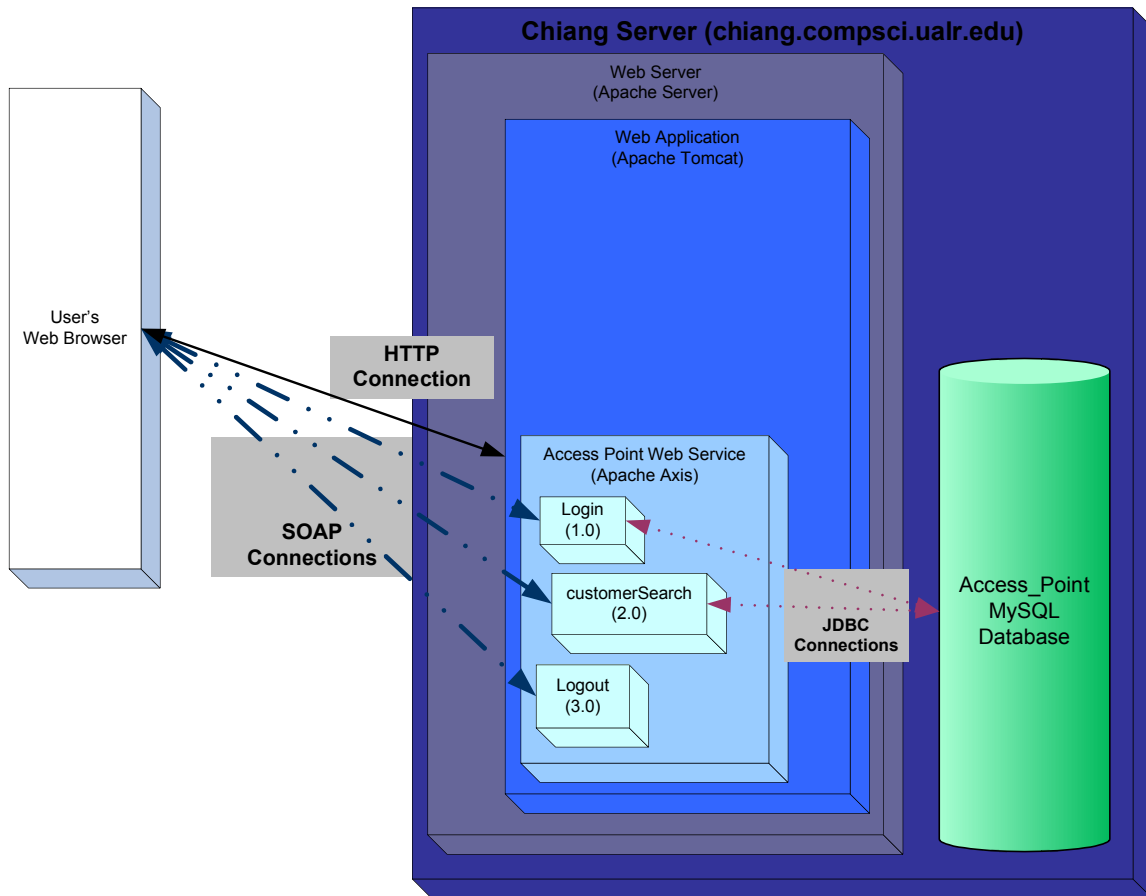 Chiang Server (chiang.compsci.ualr.edu)
Web Server
(Apache Server)
Web Application
(Apache Tomcat)
User's
Web Browser
HTTP
Connection
SOAP
Connections
Access Point Web Service
(Apache Axis)
Login
(1.0)
customerSearch
(2.0)
Logout
(3.0)
JDBC
Connections
Access_Point
MySQL
Database